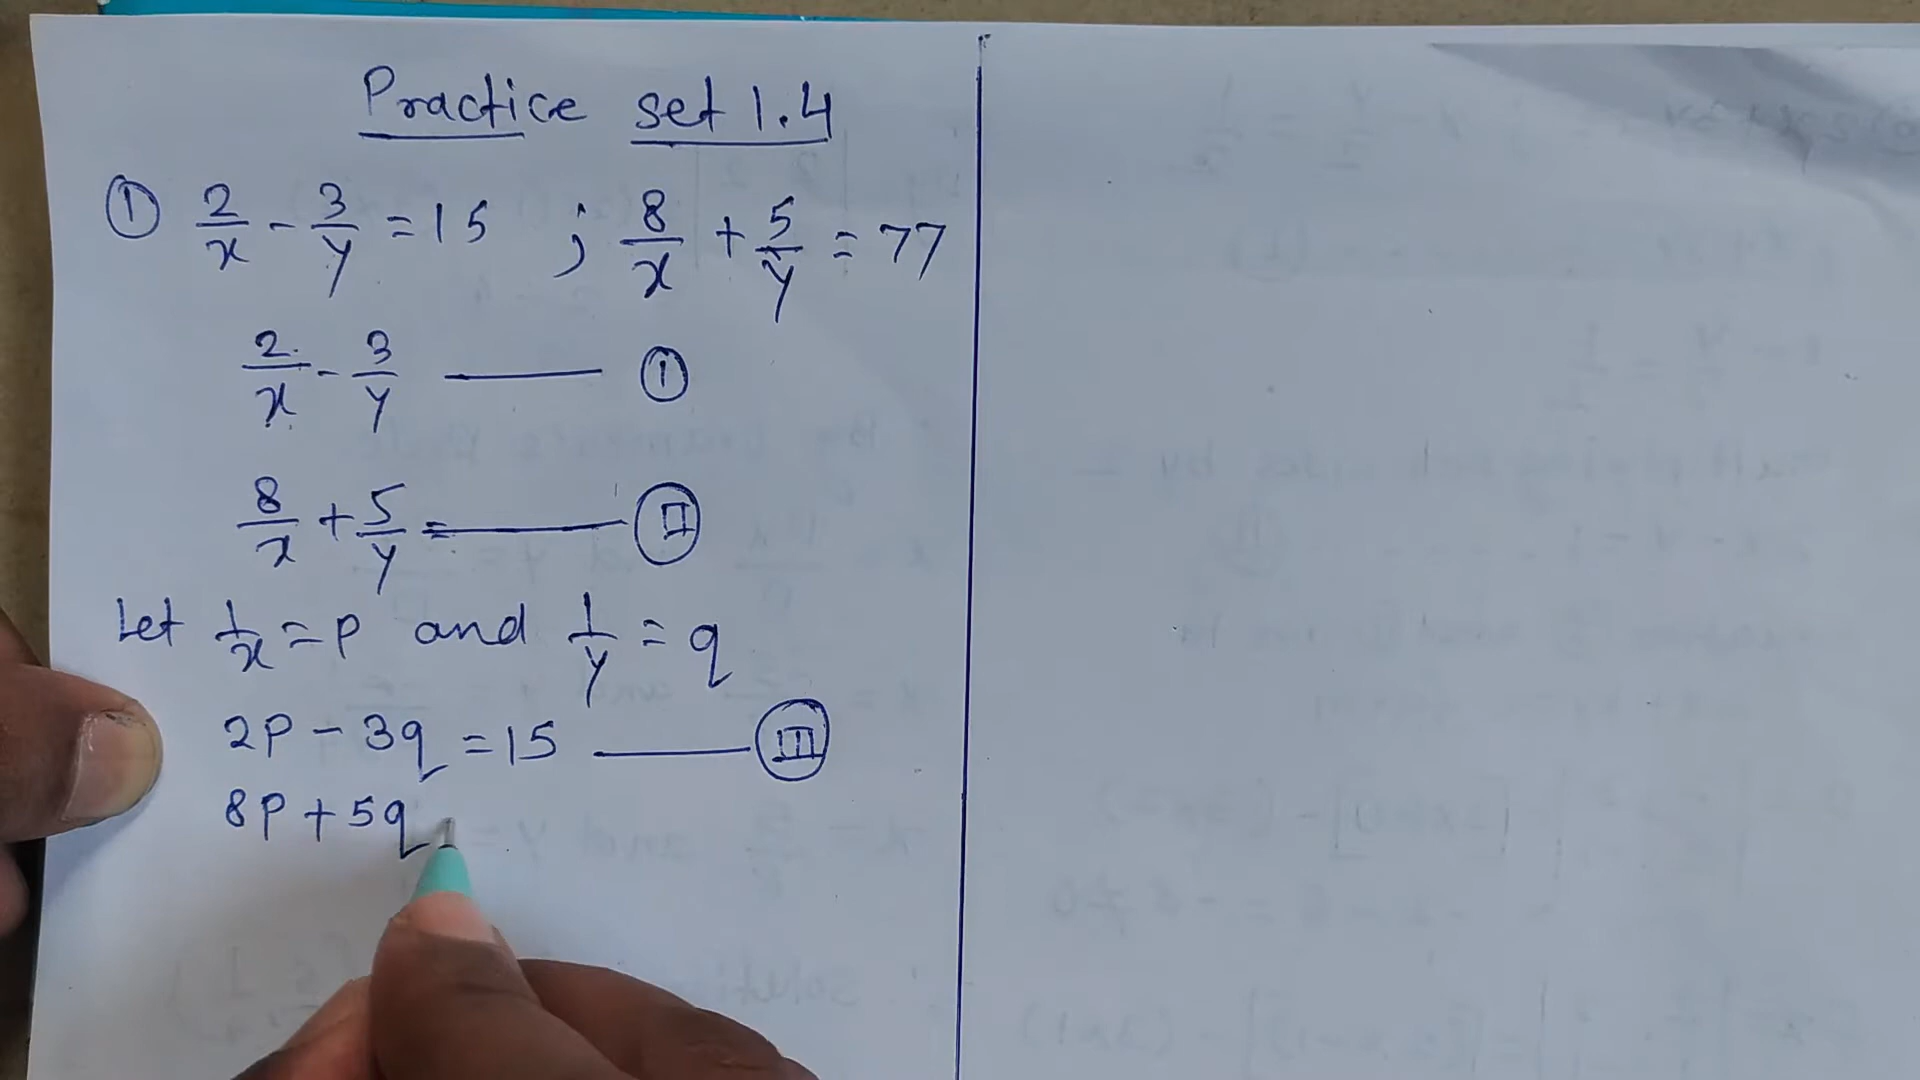 Practice set 1.4
① 2/x - 3/y = 15 ; 8/x + 5/y = 77
2/x - 3/y —— ①
8/x + 5/y = —— Ⅱ
Let 1/x = p and 1/y = q
2p - 3q = 15 —— Ⅲ
8p + 5q